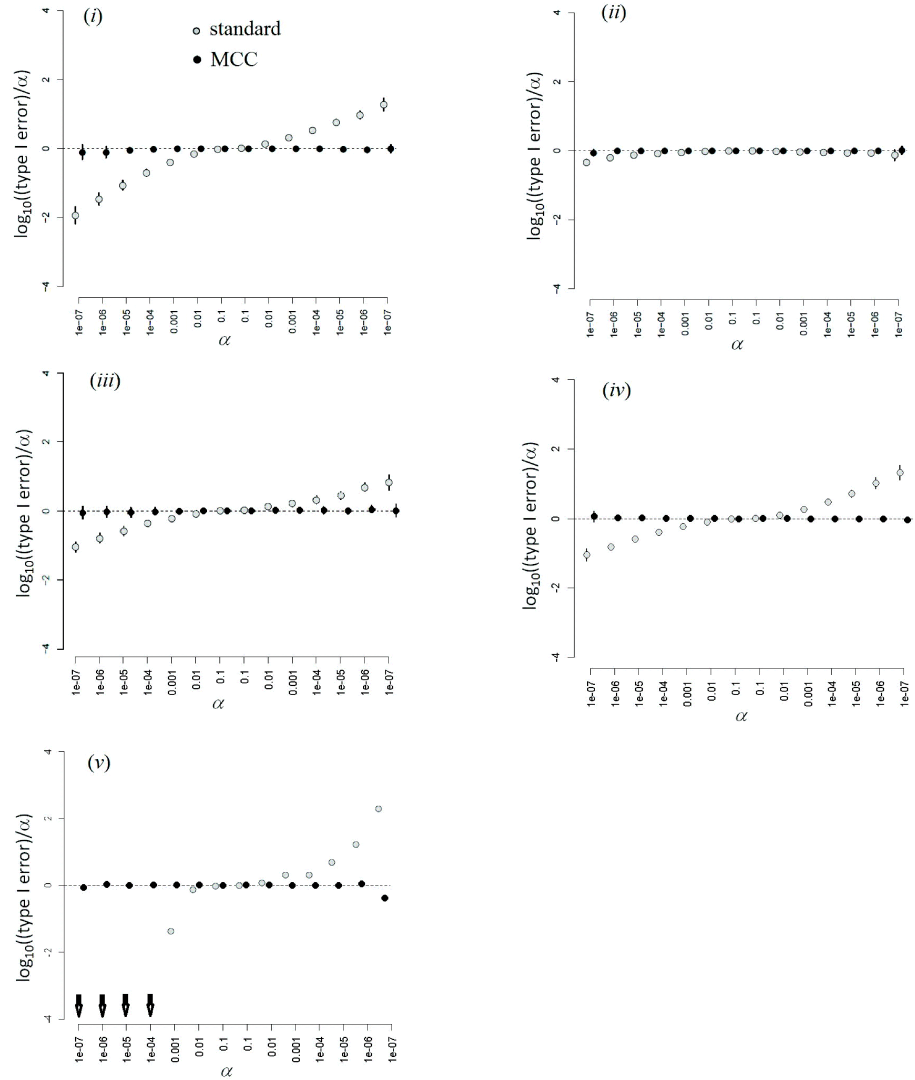 (i)
standard
MCC
log10((type I error)/α)
4
2
0
-2
-4
1e-07
1e-06
1e-05
1e-04
0.001
0.01
0.1
0.1
0.01
0.001
1e-04
1e-05
1e-06
1e-07
α
(ii)
log10((type I error)/α)
4
2
0
-2
-4
1e-07
1e-06
1e-05
1e-04
0.001
0.01
0.1
0.1
0.01
0.001
1e-04
1e-05
1e-06
1e-07
α
(iii)
log10((type I error)/α)
4
2
0
-2
-4
1e-07
1e-06
1e-05
1e-04
0.001
0.01
0.1
0.1
0.01
0.001
1e-04
1e-05
1e-06
1e-07
α
(iv)
log10((type I error)/α)
4
2
0
-2
-4
1e-07
1e-06
1e-05
1e-04
0.001
0.01
0.1
0.1
0.01
0.001
1e-04
1e-05
1e-06
1e-07
α
(v)
log10((type I error)/α)
4
2
0
-2
-4
1e-07
1e-06
1e-05
1e-04
0.001
0.01
0.1
0.1
0.01
0.001
1e-04
1e-05
1e-06
1e-07
α